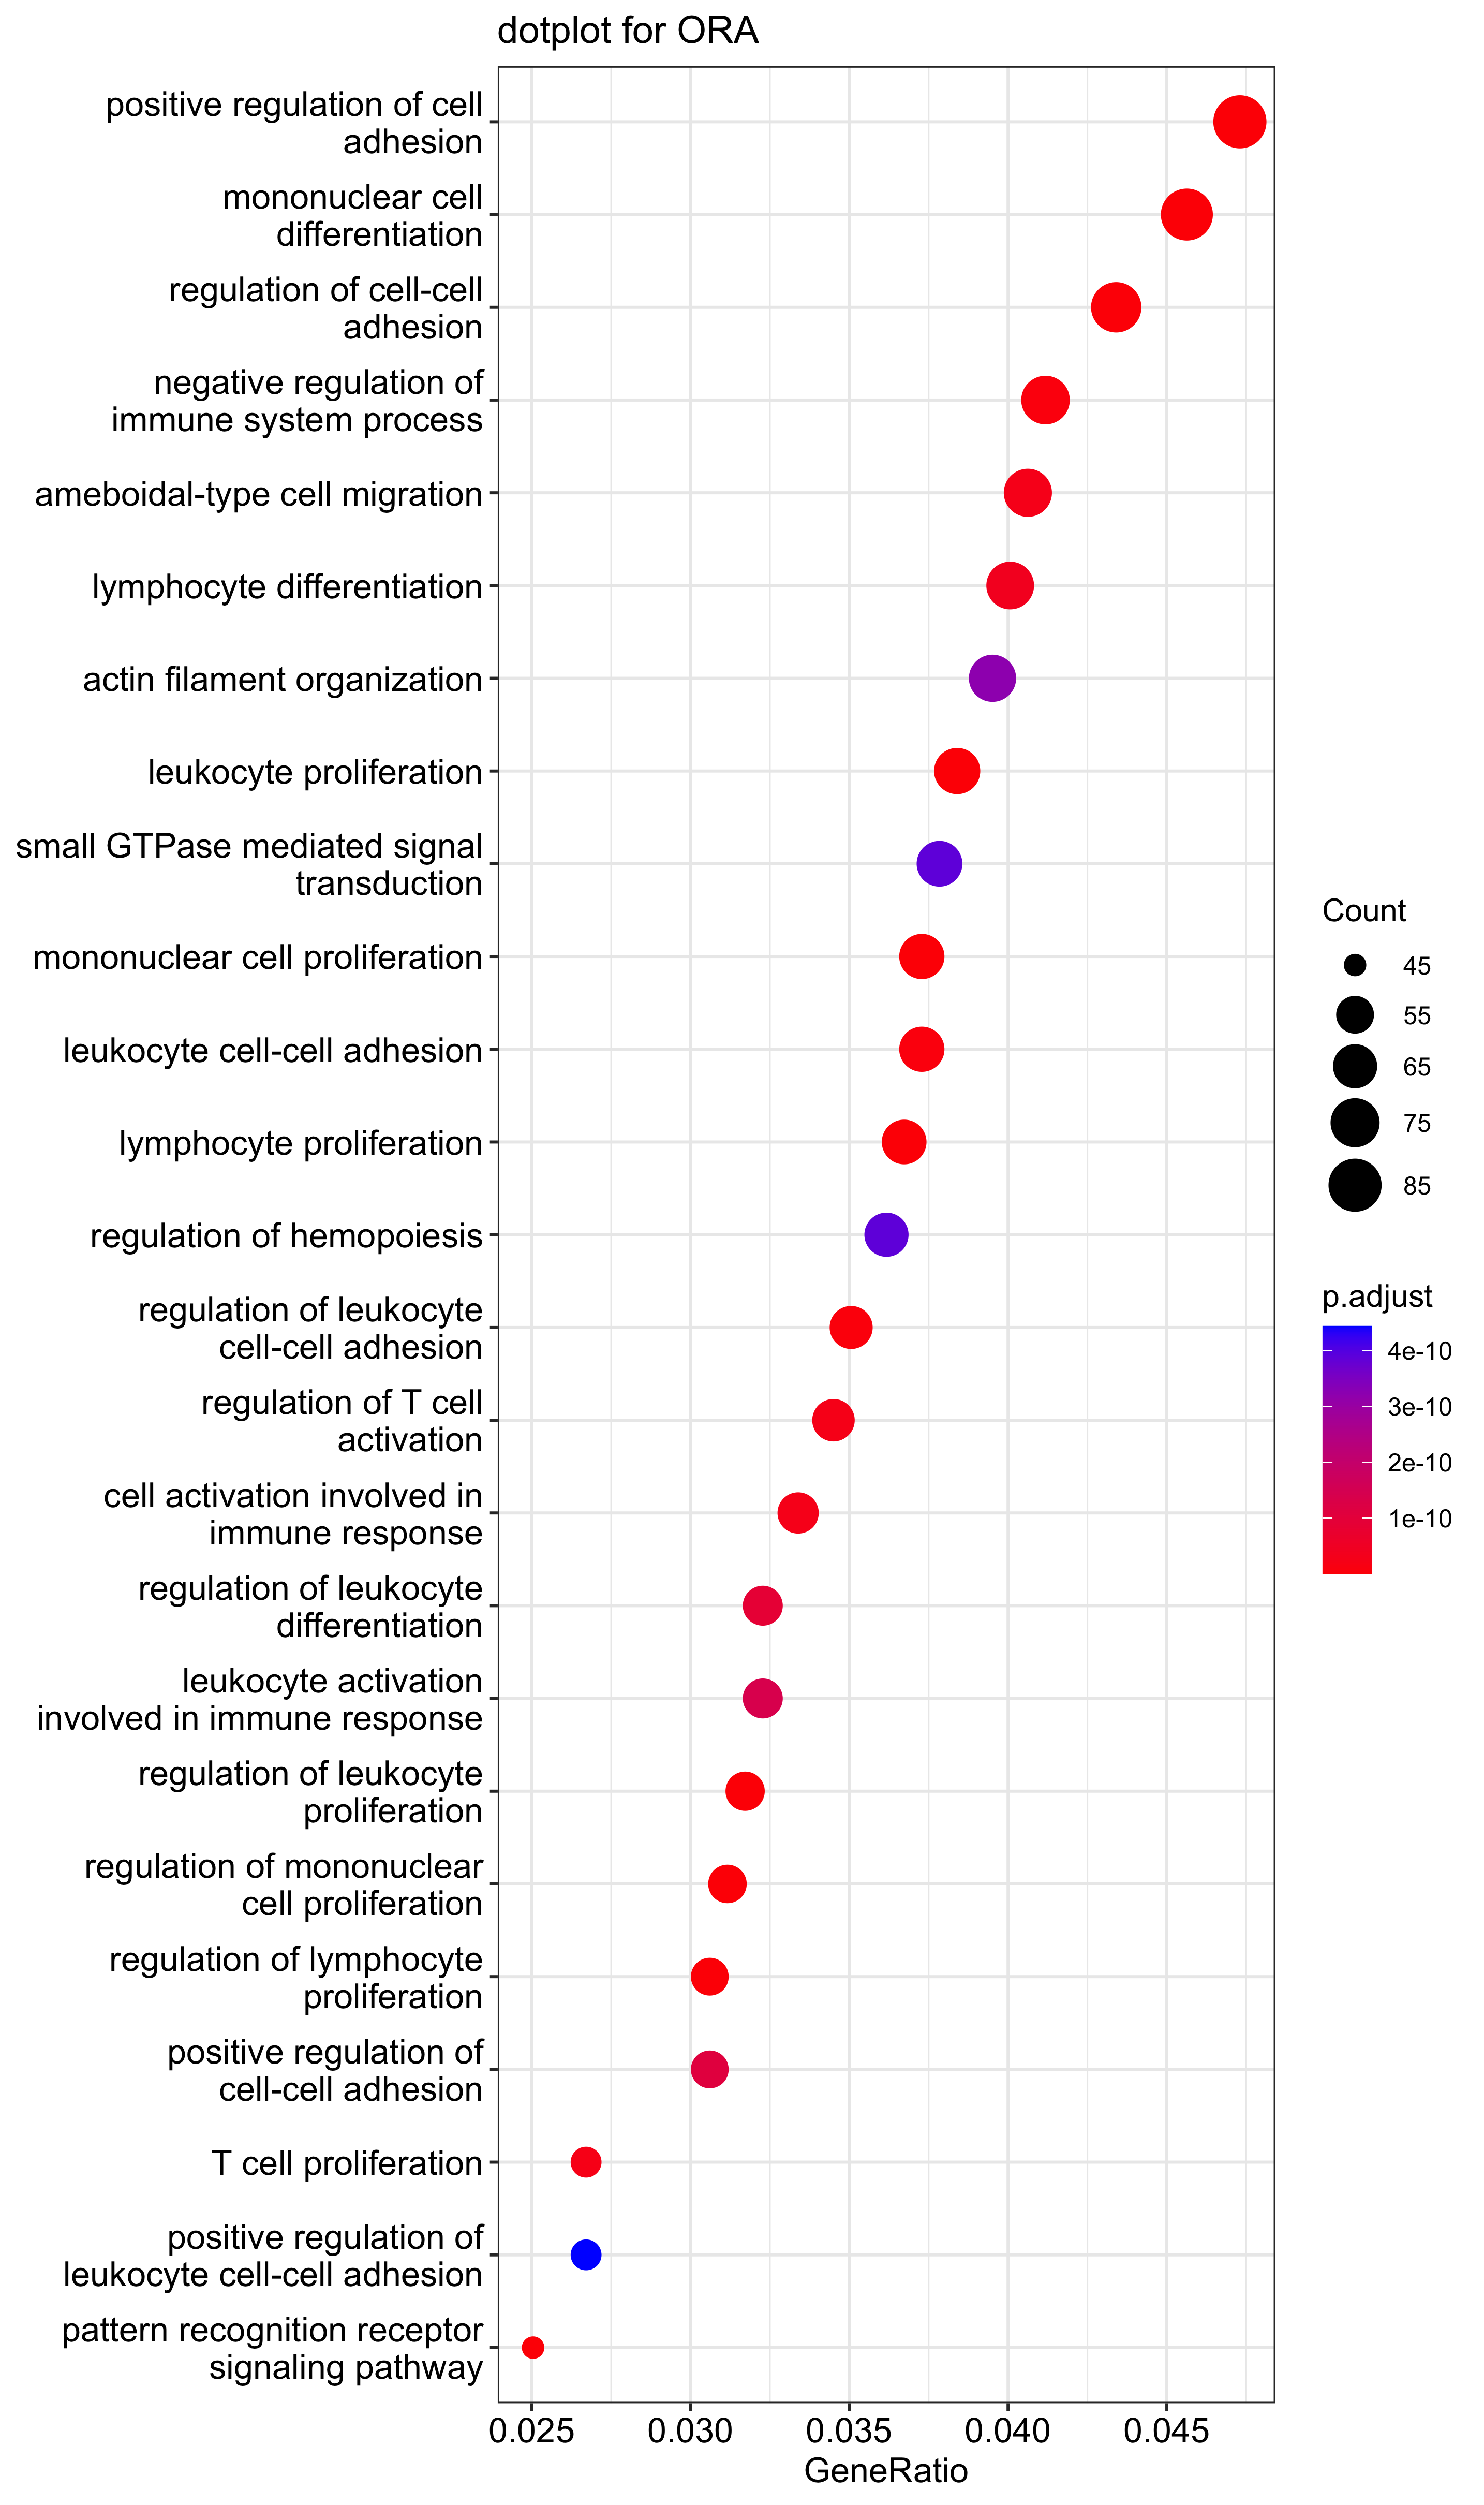 dotplot for ORA
positive regulation of cell
adhesion
mononuclear cell
differentiation
regulation of cell-cell
adhesion
negative regulation of
immune system process
ameboidal-type cell migration
lymphocyte differentiation
actin filament organization
leukocyte proliferation
small GTPase mediated signal
transduction
mononuclear cell proliferation
leukocyte cell-cell adhesion
lymphocyte proliferation
regulation of hemopoiesis
regulation of leukocyte
cell-cell adhesion
regulation of T cell
activation
cell activation involved in
immune response
regulation of leukocyte
differentiation
leukocyte activation
involved in immune response
regulation of leukocyte
proliferation
regulation of mononuclear
cell proliferation
regulation of lymphocyte
proliferation
positive regulation of
cell-cell adhesion
T cell proliferation
positive regulation of
leukocyte cell-cell adhesion
pattern recognition receptor
signaling pathway
0.025 0.030 0.035 0.040 0.045
GeneRatio
Count
45
55
65
75
85
p.adjust
4e-10
3e-10
2e-10
1e-10